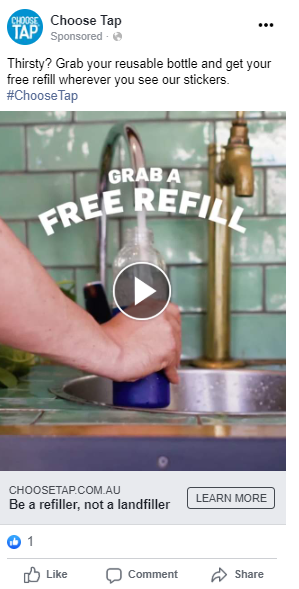 CHOOSE
TAP
Choose Tap
Sponsored ·
Thirsty? Grab your reusable bottle and get your
free refill wherever you see our stickers.
#ChooseTap
GRAB A
FREE REFILL
CHOOSETAP.COM.AU
Be a refiller, not a landfiller
LEARN MORE
1
Like Comment Share